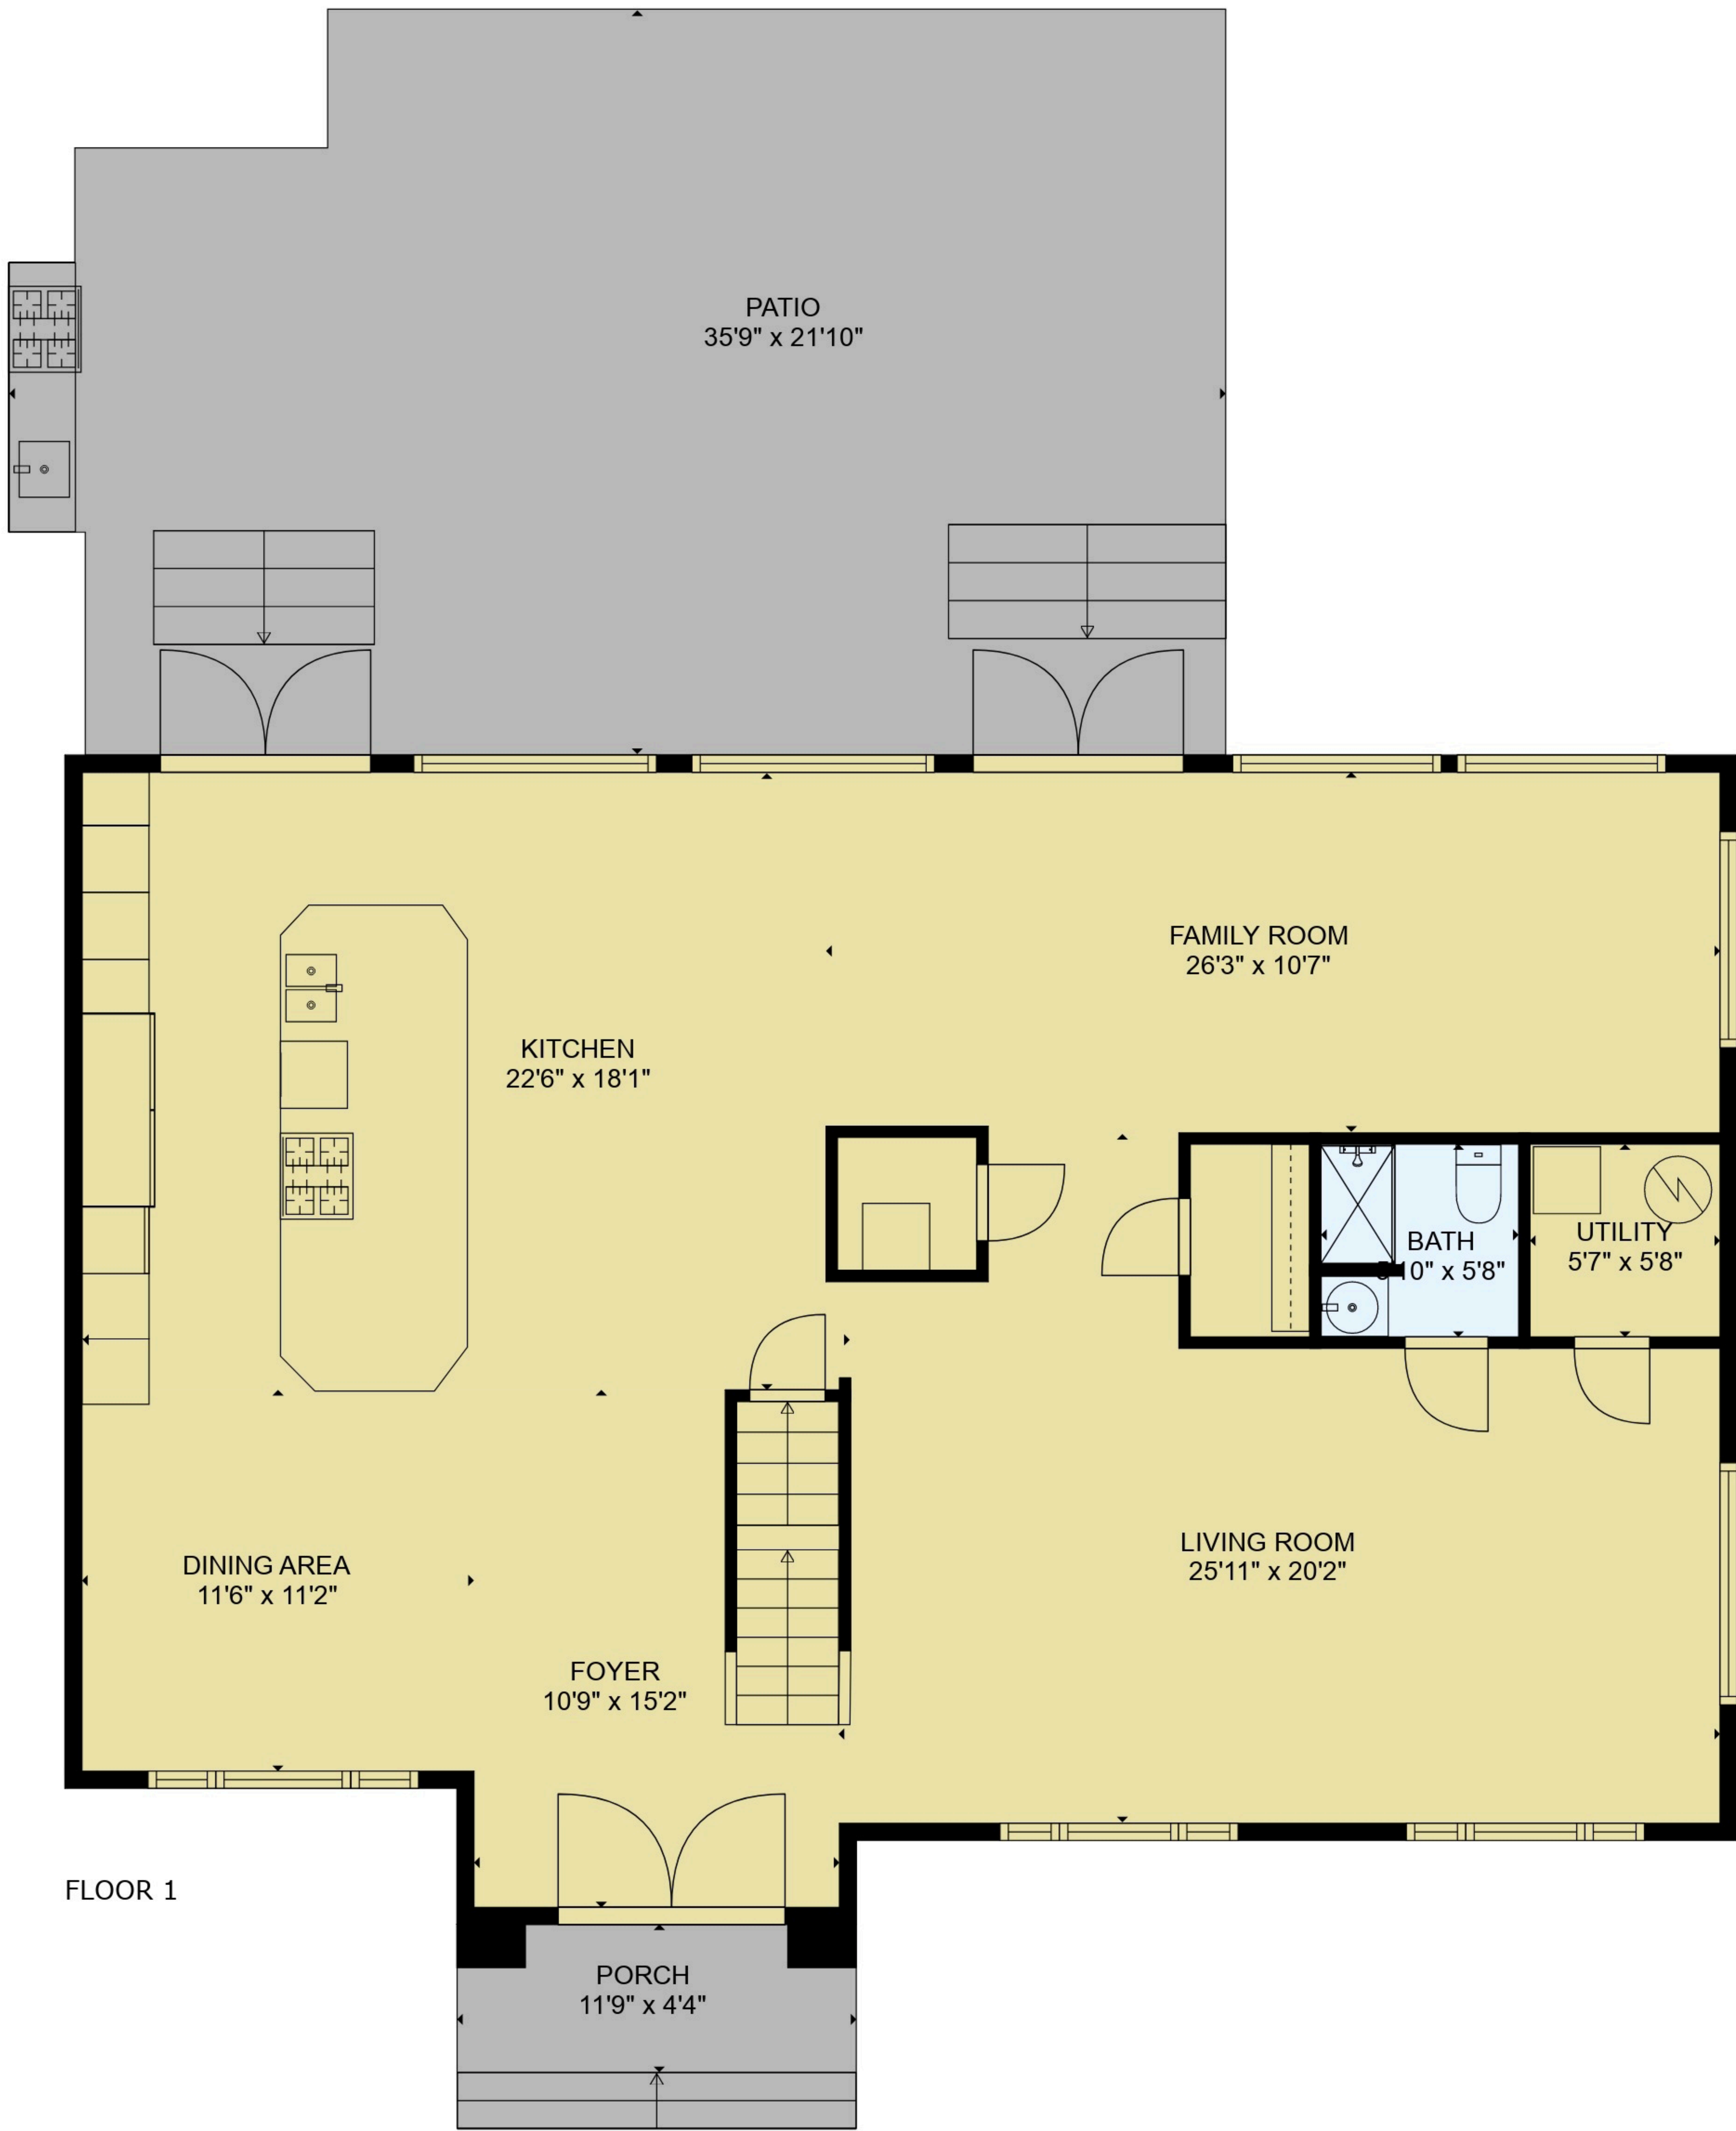 PATIO
35'9" x 21'10"
FAMILY ROOM
26'3" x 10'7"
KITCHEN
22'6" x 18'1"
BATH
5'10" x 5'8"
UTILITY
5'7" x 5'8"
LIVING ROOM
25'11" x 20'2"
DINING AREA
11'6" x 11'2"
FOYER
10'9" x 15'2"
FLOOR 1
PORCH
11'9" x 4'4"